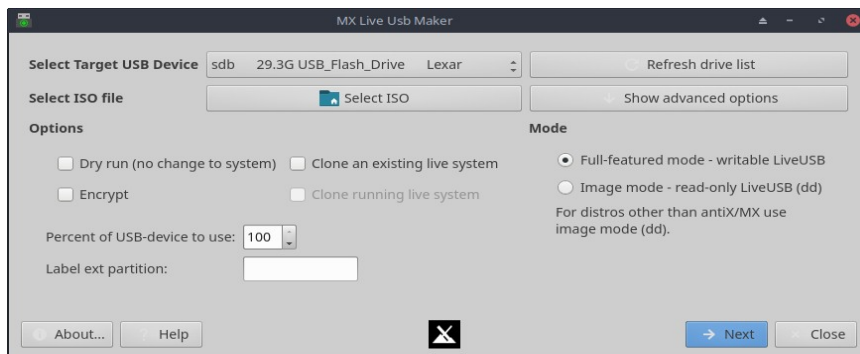 MX Live Usb Maker
Select Target USB Device sdb 29.3G USB_Flash_Drive Lexar Refresh drive list
Select ISO file Select ISO Show advanced options
Options Mode
Dry run (no change to system) Clone an existing live system Full-featured mode - writable LiveUSB
Encrypt Clone running live system Image mode - read-only LiveUSB (dd)
For distros other than antiX/MX use
image mode (dd).
Percent of USB-device to use: 100
Label ext partition:
About... Help Next Close